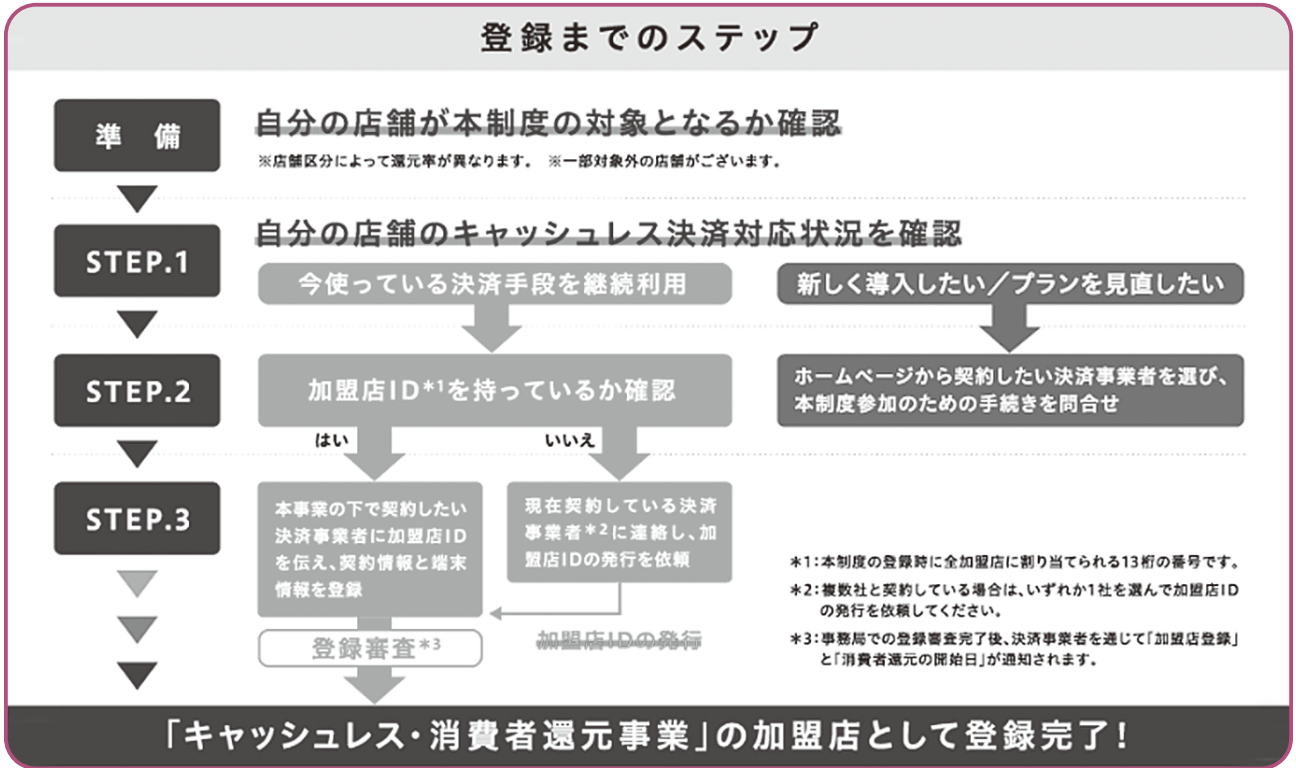 登録までのステップ
準 備
自分の店舗が本制度の対象となるか確認
※店舗区分によって還元率が異なります。 ※一部対象外の店舗がございます。
STEP.1
自分の店舗のキャッシュレス決済対応状況を確認
今使っている決済手段を継続利用
新しく導入したい／プランを見直したい
STEP.2
加盟店ID*1を持っているか確認
ホームページから契約したい決済事業者を選び、
本制度参加のための手続きを問合せ
はい
いいえ
STEP.3
本事業の下で契約したい
決済事業者に加盟店ID
を伝え、契約情報と端末
情報を登録
現在契約している決済
事業者*2に連絡し、加
盟店IDの発行を依頼
加盟店IDの発行
登録審査*3
*1：本制度の登録時に全加盟店に割り当てられる13桁の番号です。
*2：複数社と契約している場合は、いずれか1社を選んで加盟店ID
の発行を依頼してください。
*3：事務局での登録審査完了後、決済事業者を通じて「加盟店登録」
と「消費者還元の開始日」が通知されます。
「キャッシュレス・消費者還元事業」の加盟店として登録完了！